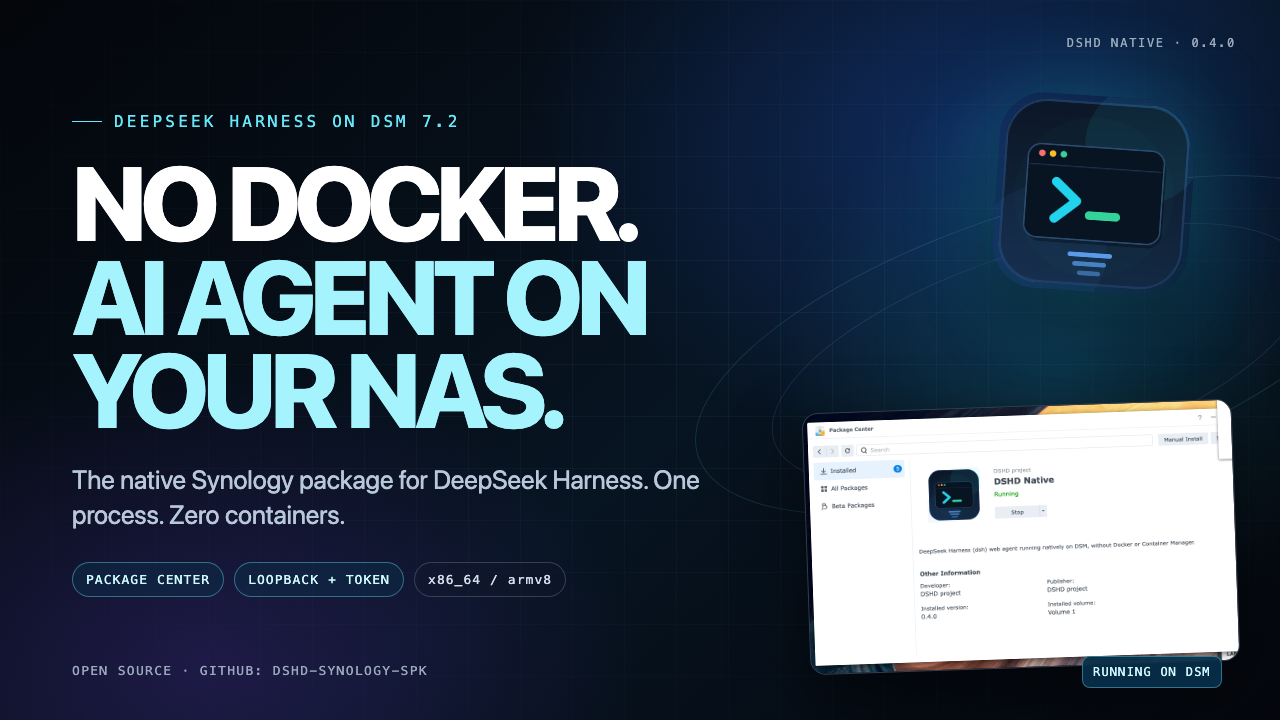 DSHD NATIVE · 0.4.0
DEEPSEEK HARNESS ON DSM 7.2
NO DOCKER.
AI AGENT ON
YOUR NAS.
The native Synology package for DeepSeek Harness. One
process. Zero containers.
PACKAGE CENTER
LOOPBACK + TOKEN
x86_64 / armv8
OPEN SOURCE · GITHUB: DSHD-SYNOLOGY-SPK
Package Center
?
Search
Manual Install
Installed
All Packages
Beta Packages
DSHD project
DSHD Native
Running
Stop
DeepSeek Harness (dsh) web agent running natively on DSM, without Docker or Container Manager.
Other Information
Developer:
DSHD project
Publisher:
DSHD project
Installed version:
0.4.0
Installed volume:
Volume 1
RUNNING ON DSM